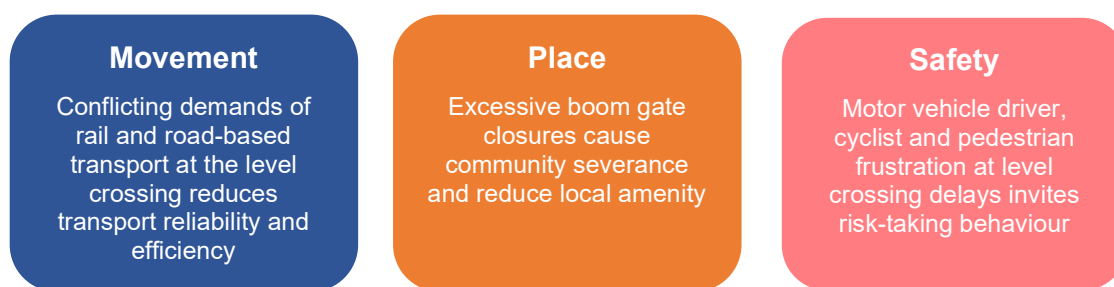 Movement
Conflicting demands of
rail and road-based
transport at the level
crossing reduces
transport reliability and
efficiency
Place
Excessive boom gate
closures cause
community severance
and reduce local amenity
Safety
Motor vehicle driver,
cyclist and pedestrian
frustration at level
crossing delays invites
risk-taking behaviour